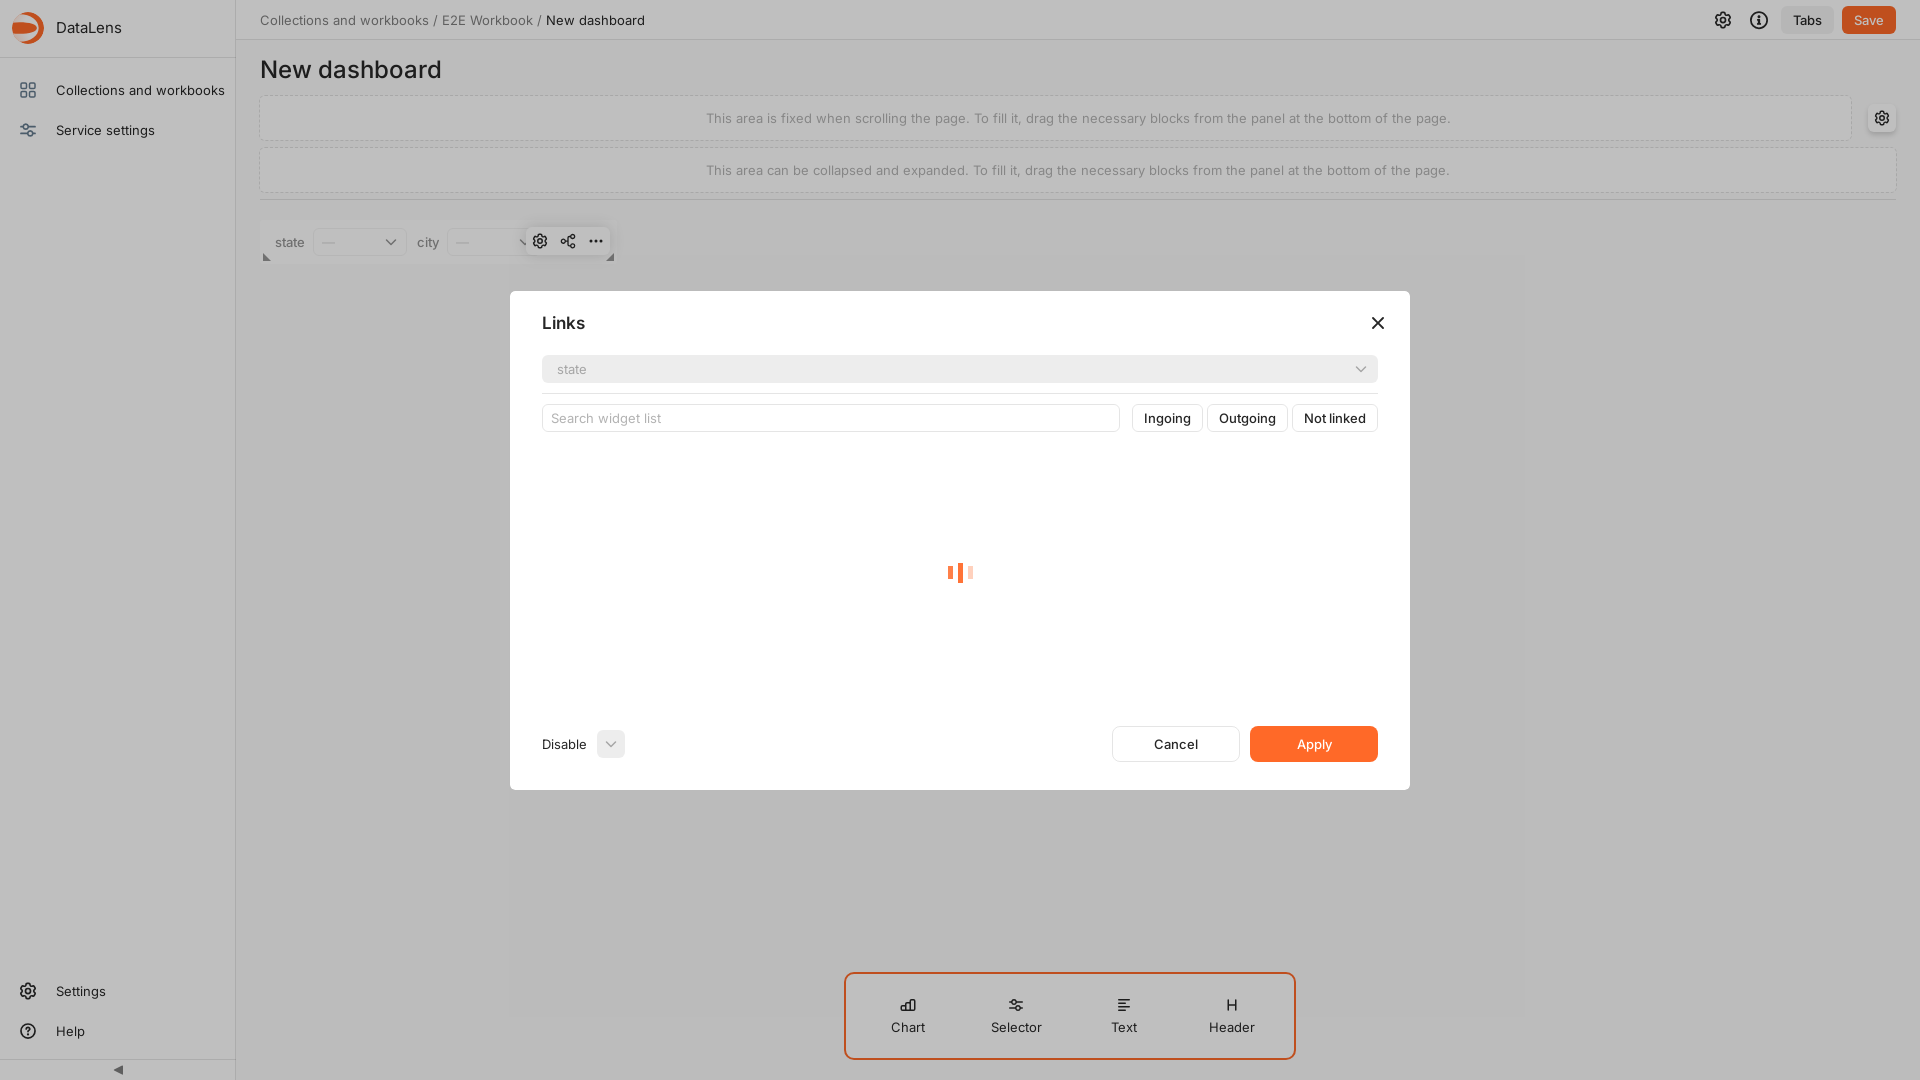 DataLens
Collections and workbooks / E2E Workbook / New dashboard
Tabs
Save
Collections and workbooks
Service settings
New dashboard
This area is fixed when scrolling the page. To fill it, drag the necessary blocks from the panel at the bottom of the page.
This area can be collapsed and expanded. To fill it, drag the necessary blocks from the panel at the bottom of the page.
state — city —
Links
state
Search widget list
Ingoing
Outgoing
Not linked
Disable
Cancel
Apply
Chart
Selector
Text
Header
Settings
Help